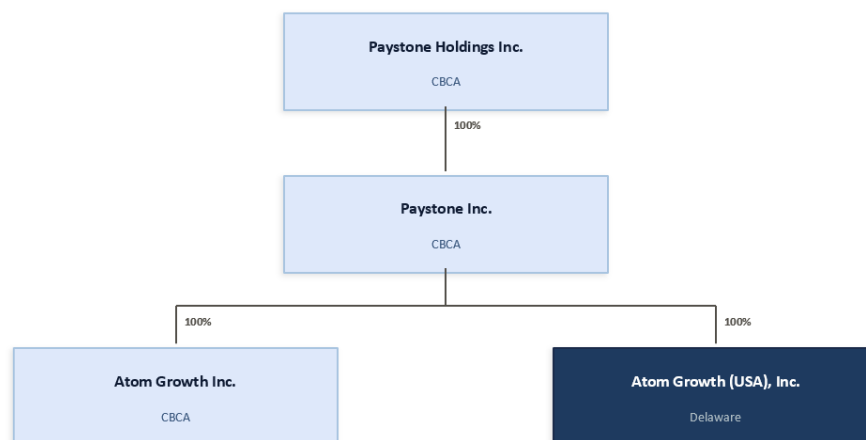 Paystone Holdings Inc.
CBCA
100%
Paystone Inc.
CBCA
100%
100%
Atom Growth Inc.
Atom Growth (USA), Inc.
CBCA
Delaware